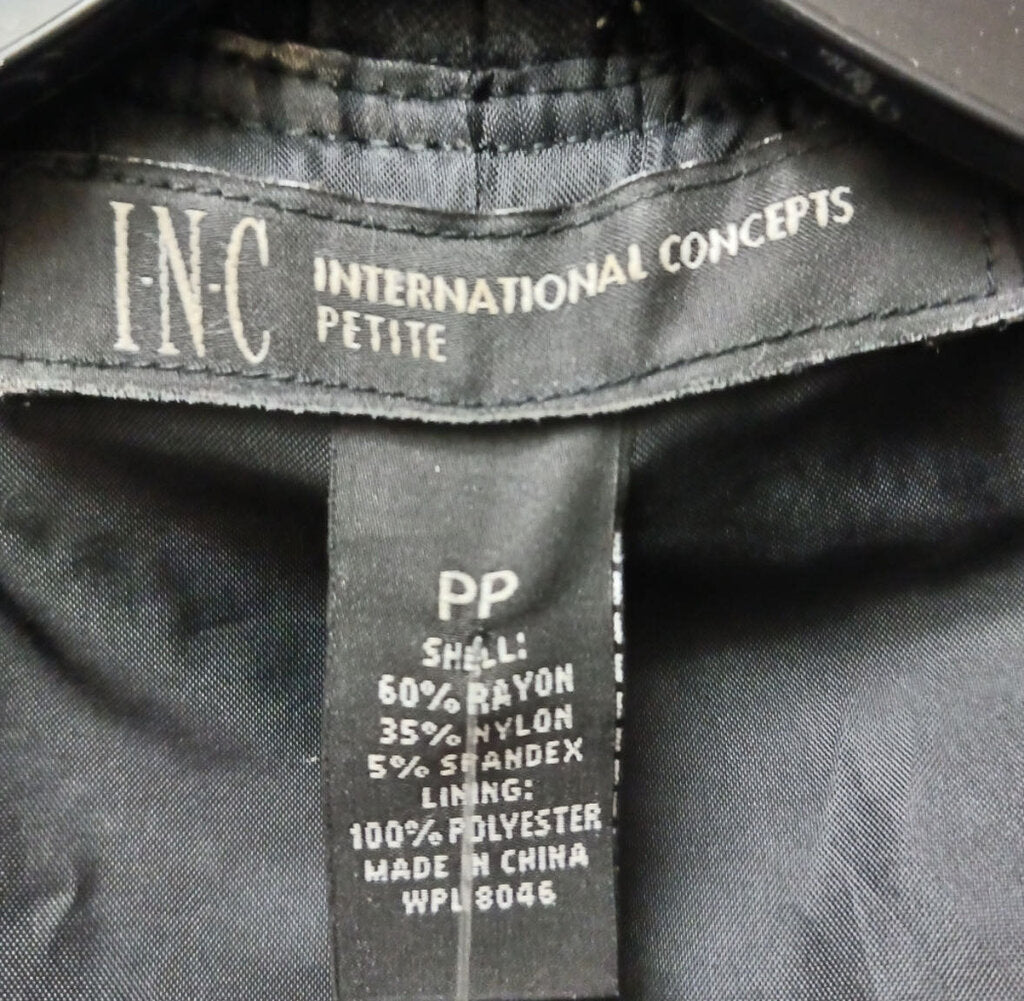 I-N-C
INTERNATIONAL CONCEPTS
PETITE
PP
SHELL:
60% RAYON
35% NYLON
5% SPANDEX
LINING:
100% POLYESTER
MADE IN CHINA
WPL 8046